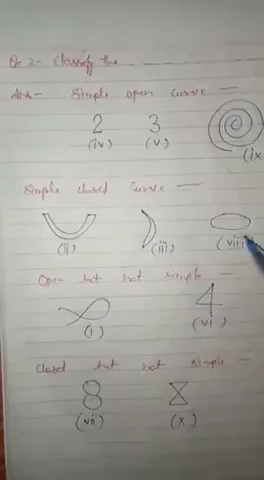 Q. 2- Classify the
Ans- Simple open curve —
2 3
(iv) (v) (ix
Simple closed curve —
(ii) (iii) (viii)
Open but not simple —
(i) (vi)
Closed but not simple —
8
(vii) (x)